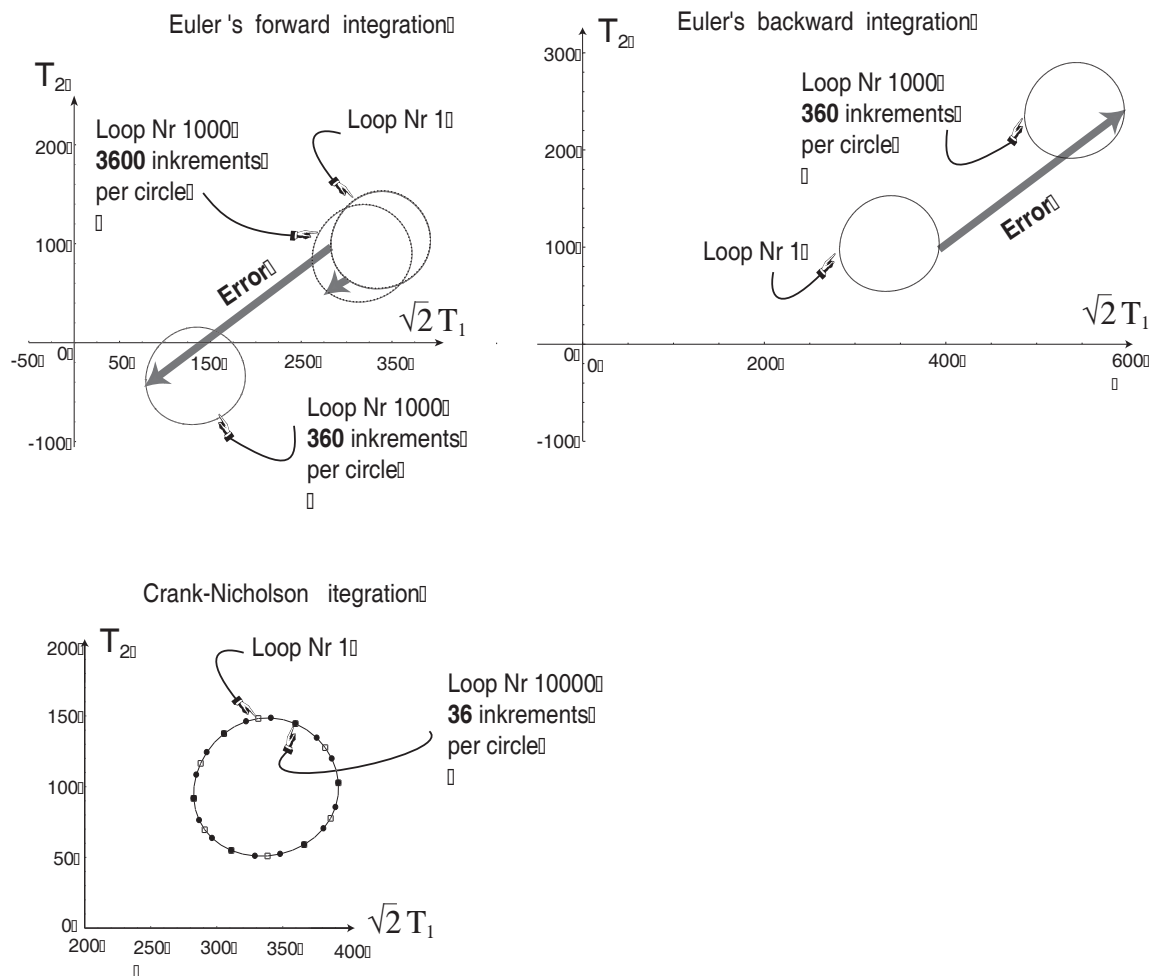 Euler 's forward integration▯
T2▯
Loop Nr 1000▯
3600 inkrements▯
per circle▯
▯
Loop Nr 1▯
200▯
100▯
0▯
-100▯
Error▯
√2 T1
-50▯
50▯
150▯
250▯
350▯
Loop Nr 1000▯
360 inkrements▯
per circle▯
▯
Euler's backward integration▯
T2▯
300▯
200▯
100▯
0▯
-100▯
Loop Nr 1000▯
360 inkrements▯
per circle▯
▯
Loop Nr 1▯
Error▯
√2 T1
0▯
200▯
400▯
600▯
▯
Crank-Nicholson itegration▯
T2▯
200▯
150▯
100▯
50▯
0▯
Loop Nr 1▯
Loop Nr 10000▯
36 inkrements▯
per circle▯
▯
√2 T1
200▯
250▯
300▯
350▯
400▯
▯